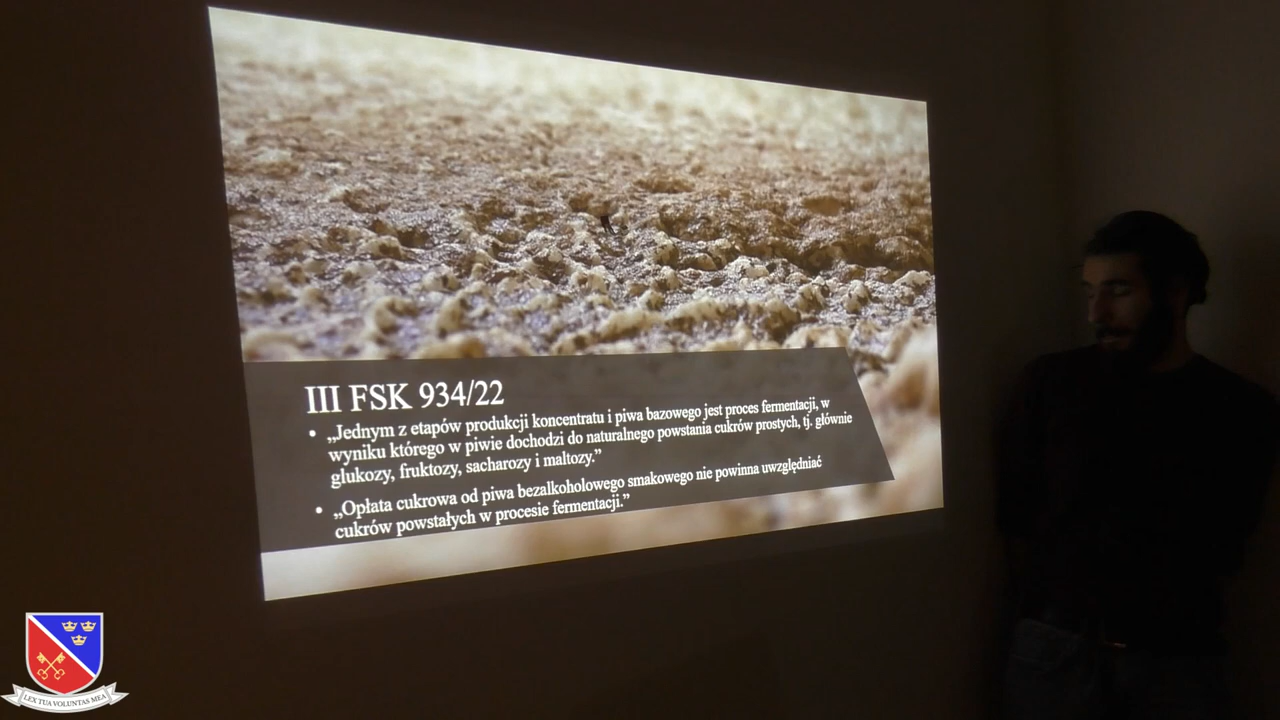 III FSK 934/22
• „Jednym z etapów produkcji koncentratu i piwa bazowego jest proces fermentacji, w
wyniku którego w piwie dochodzi do naturalnego powstania cukrów prostych, tj. głównie
glukozy, fruktozy, sacharozy i maltozy.”
• „Opłata cukrowa od piwa bezalkoholowego smakowego nie powinna uwzględniać
cukrów powstałych w procesie fermentacji.”
LEX TUA VOLUNTAS MEA